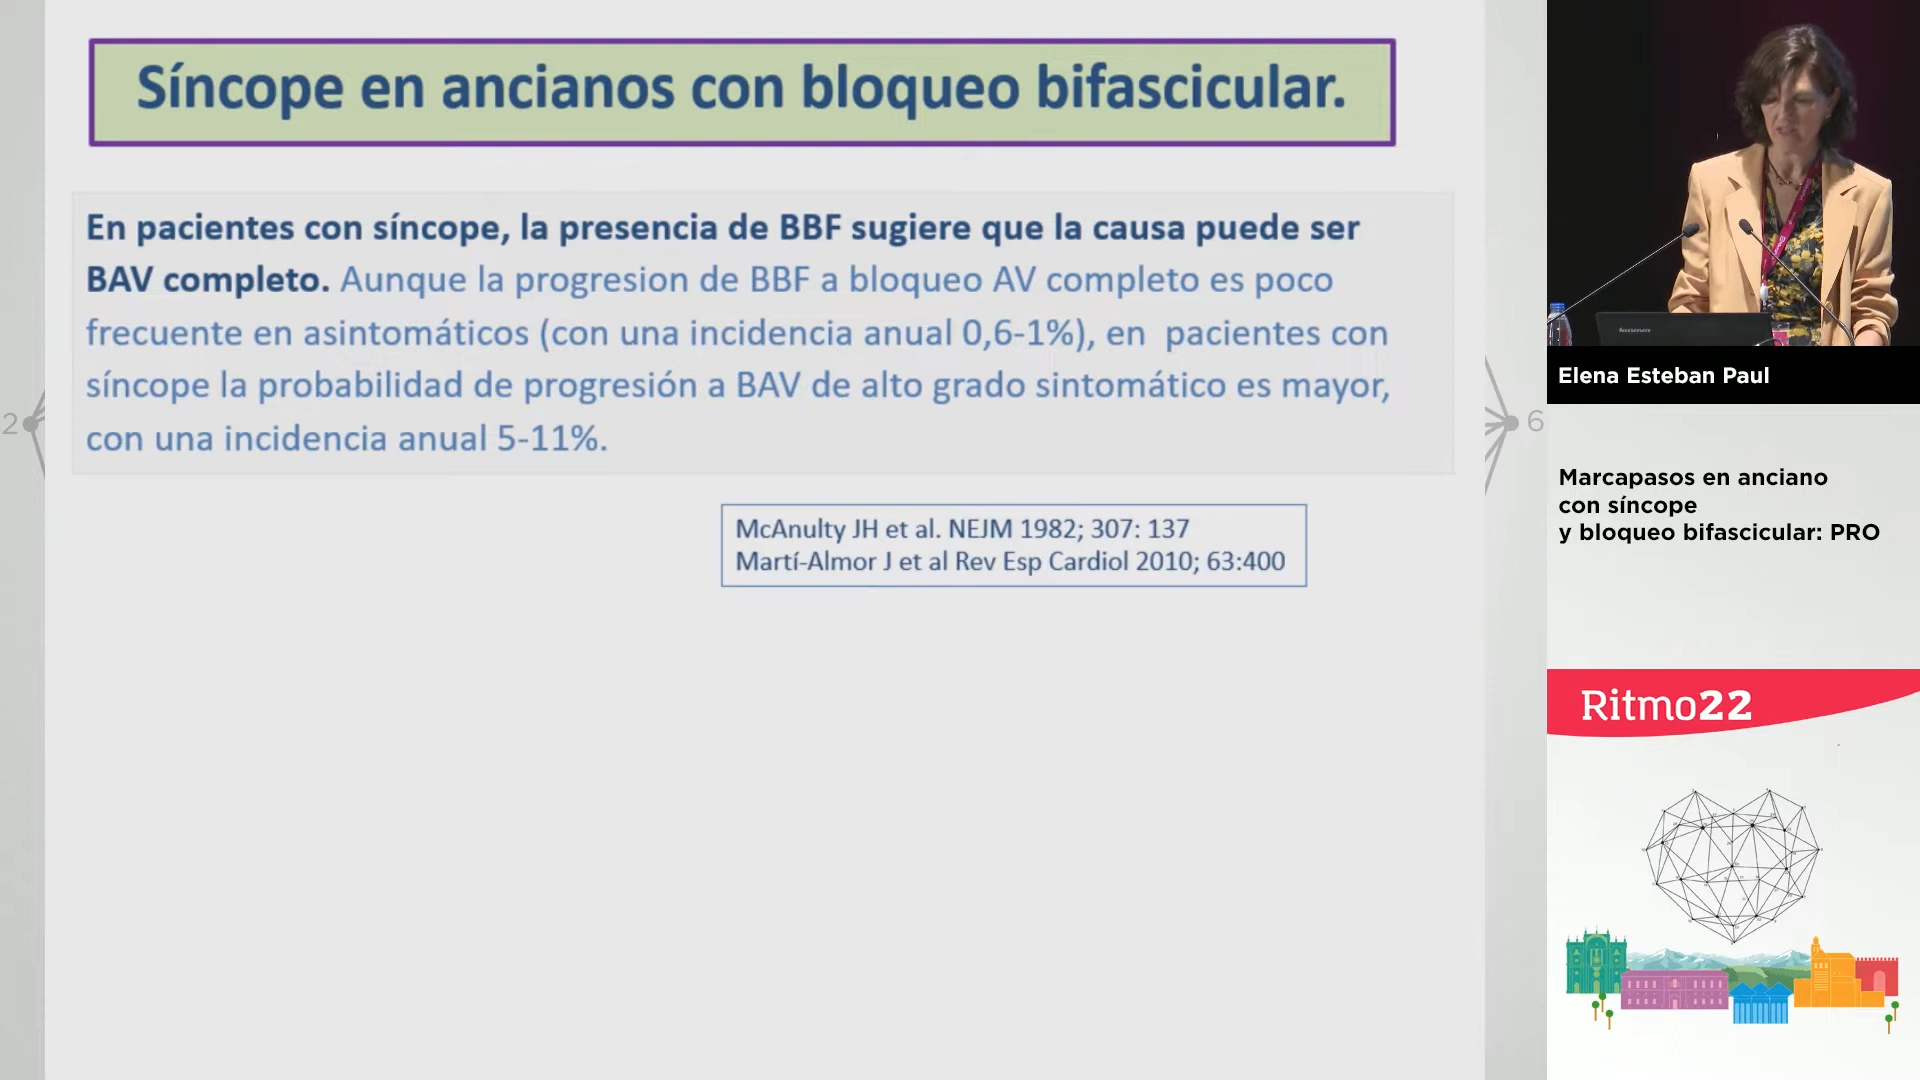 Síncope en ancianos con bloqueo bifascicular.
En pacientes con síncope, la presencia de BBF sugiere que la causa puede ser
BAV completo. Aunque la progresion de BBF a bloqueo AV completo es poco
frecuente en asintomáticos (con una incidencia anual 0,6-1%), en pacientes con
síncope la probabilidad de progresión a BAV de alto grado sintomático es mayor,
con una incidencia anual 5-11%.
McAnulty JH et al. NEJM 1982; 307: 137
Martí-Almor J et al Rev Esp Cardiol 2010; 63:400
2
6
Elena Esteban Paul
Marcapasos en anciano
con síncope
y bloqueo bifascicular: PRO
Ritmo22